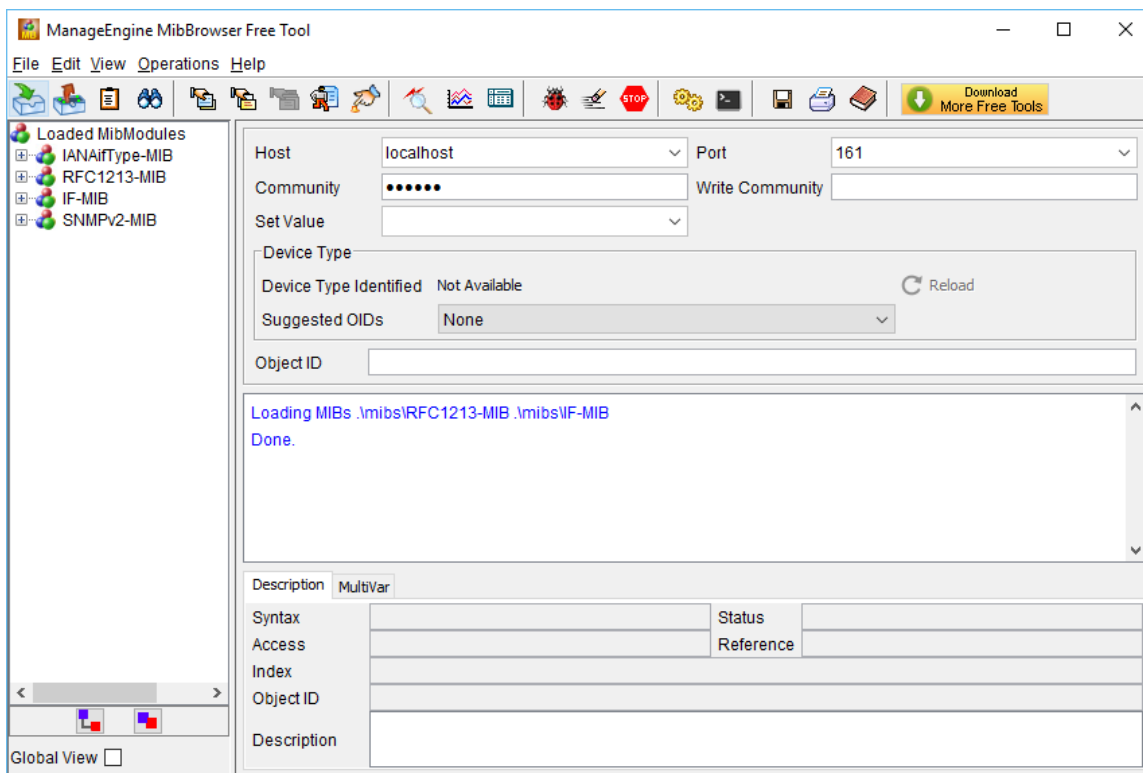 ManageEngine MibBrowser Free Tool
File Edit View Operations Help
STOP
Download
More Free Tools
Loaded MibModules
IANAifType-MIB
RFC1213-MIB
IF-MIB
SNMPv2-MIB
Global View
Host localhost Port 161
Community •••••• Write Community
Set Value
Device Type
Device Type Identified Not Available Reload
Suggested OIDs None
Object ID
Loading MIBs .\mibs\RFC1213-MIB .\mibs\IF-MIB
Done.
Description MultiVar
Syntax Status
Access Reference
Index
Object ID
Description